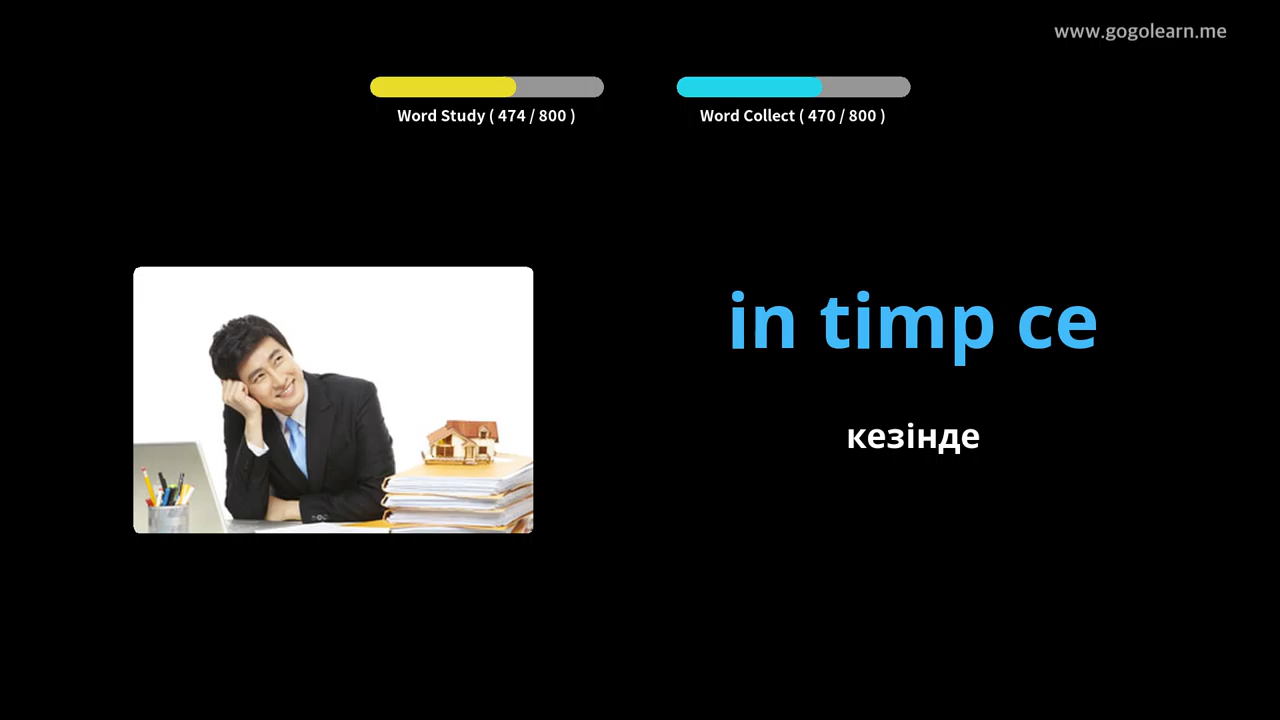 www.gogolearn.me
Word Study ( 474 / 800 )
Word Collect ( 470 / 800 )
in timp ce
кезінде